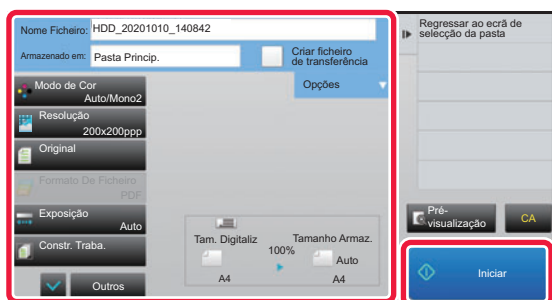 Nome Ficheiro: HDD_20201010_140842
Armazenado em: Pasta Princip.
Criar ficheiro
de transferência
Opções
Modo de Cor
Auto/Mono2
Resolução
200x200ppp
Original
Formato De Ficheiro
PDF
Exposição
Auto
Constr. Traba.
Outros
Tam. Digitaliz
A4
100%
Tamanho Armaz.
Auto
A4
Regressar ao ecrã de
selecção da pasta
Pré-
visualização
CA
Iniciar